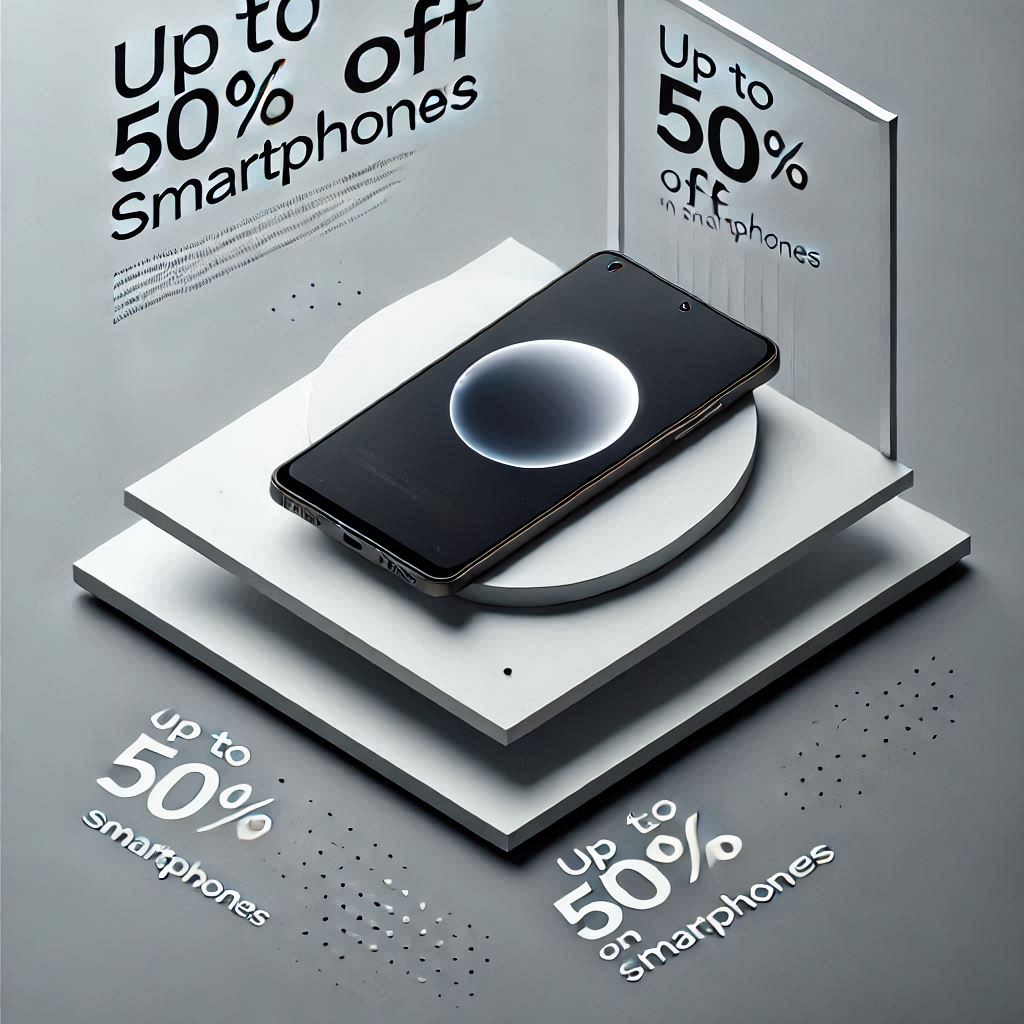 Up to
50% off
Smartphones
Up to
50%
off
smartphones
Up to
50%
smartphones
Up to
50%
on
smartphones